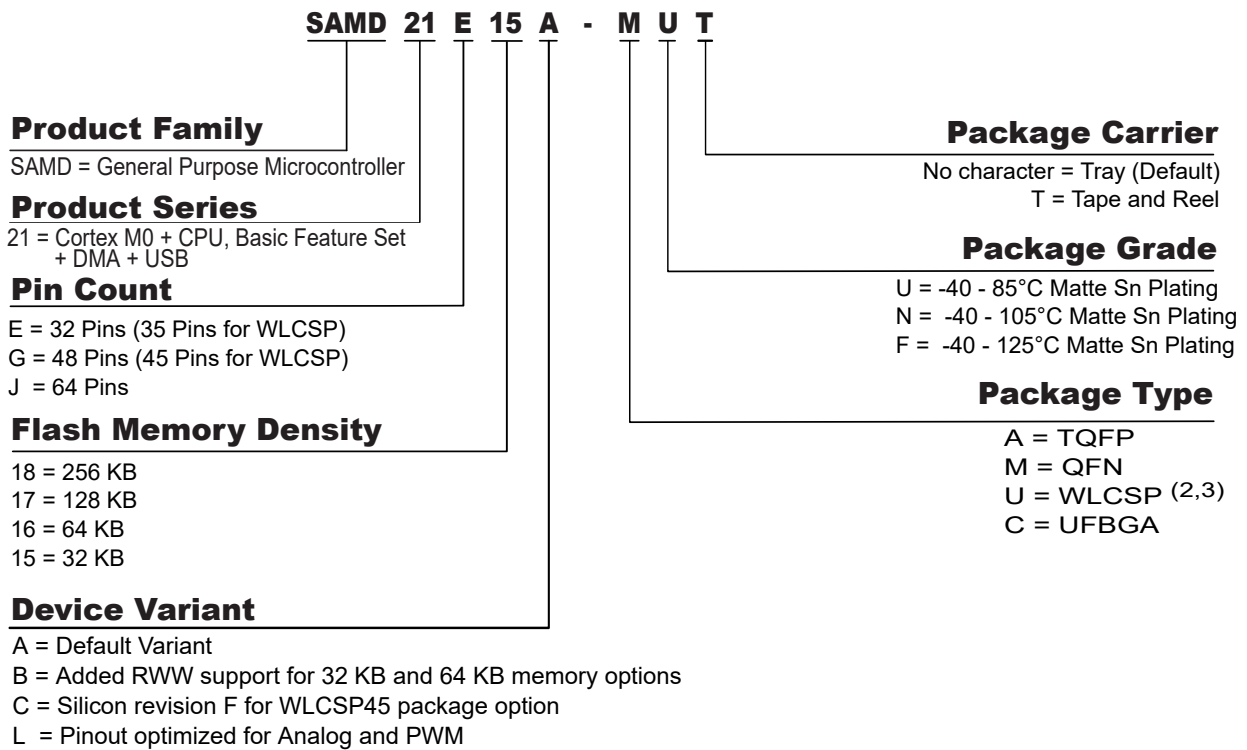 SAMD 21 E 15 A - M U T
Product Family
SAMD = General Purpose Microcontroller
Product Series
21 = Cortex M0 + CPU, Basic Feature Set
+ DMA + USB
Pin Count
E = 32 Pins (35 Pins for WLCSP)
G = 48 Pins (45 Pins for WLCSP)
J = 64 Pins
Flash Memory Density
18 = 256 KB
17 = 128 KB
16 = 64 KB
15 = 32 KB
Device Variant
A = Default Variant
B = Added RWW support for 32 KB and 64 KB memory options
C = Silicon revision F for WLCSP45 package option
L = Pinout optimized for Analog and PWM
Package Carrier
No character = Tray (Default)
T = Tape and Reel
Package Grade
U = -40 - 85°C Matte Sn Plating
N = -40 - 105°C Matte Sn Plating
F = -40 - 125°C Matte Sn Plating
Package Type
A = TQFP
M = QFN
U = WLCSP (2,3)
C = UFBGA